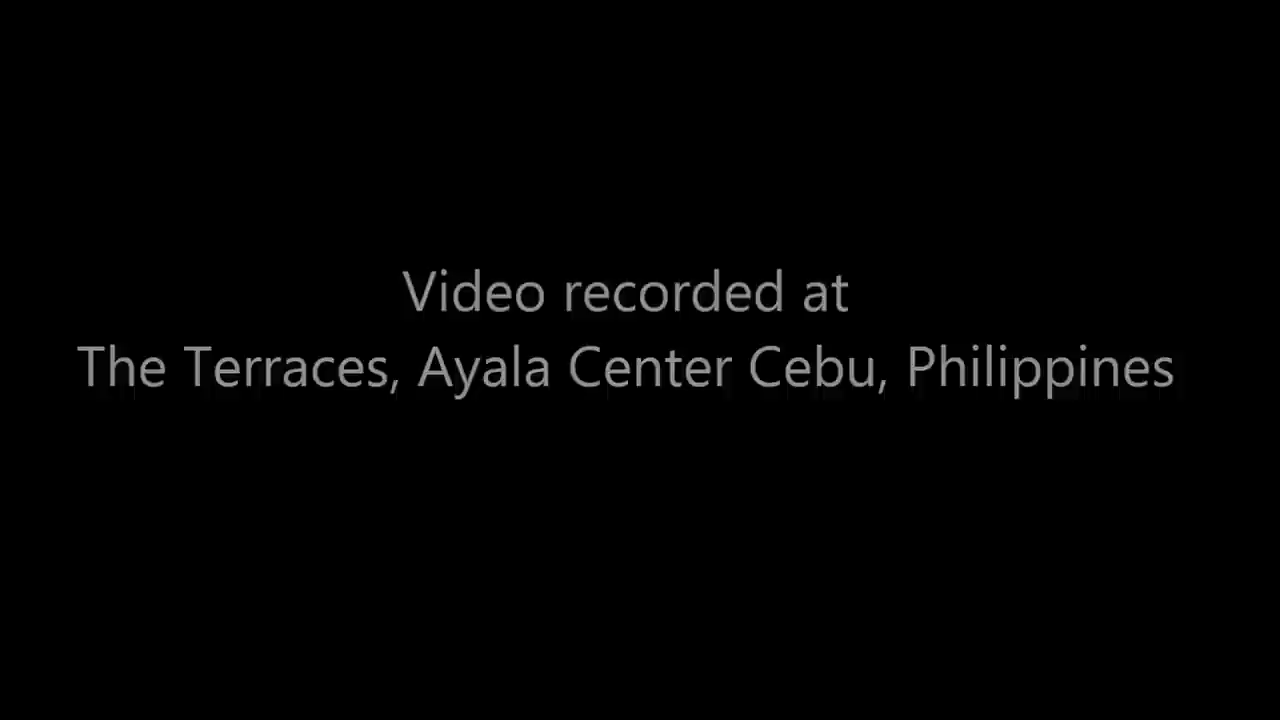 Video recorded at
The Terraces, Ayala Center Cebu, Philippines